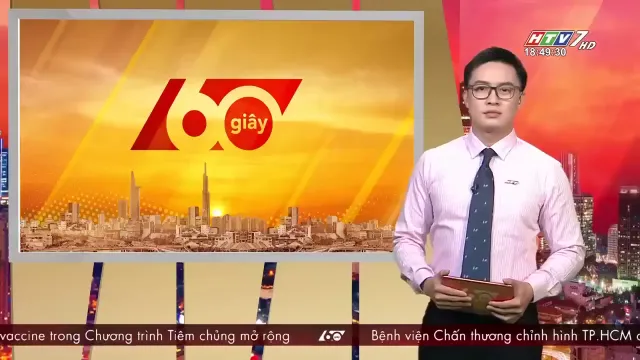 HTV7 HD
18:49:30
60 giây
vaccine trong Chương trình Tiêm chủng mở rộng
60
Bệnh viện Chấn thương chỉnh hình TP.HCM